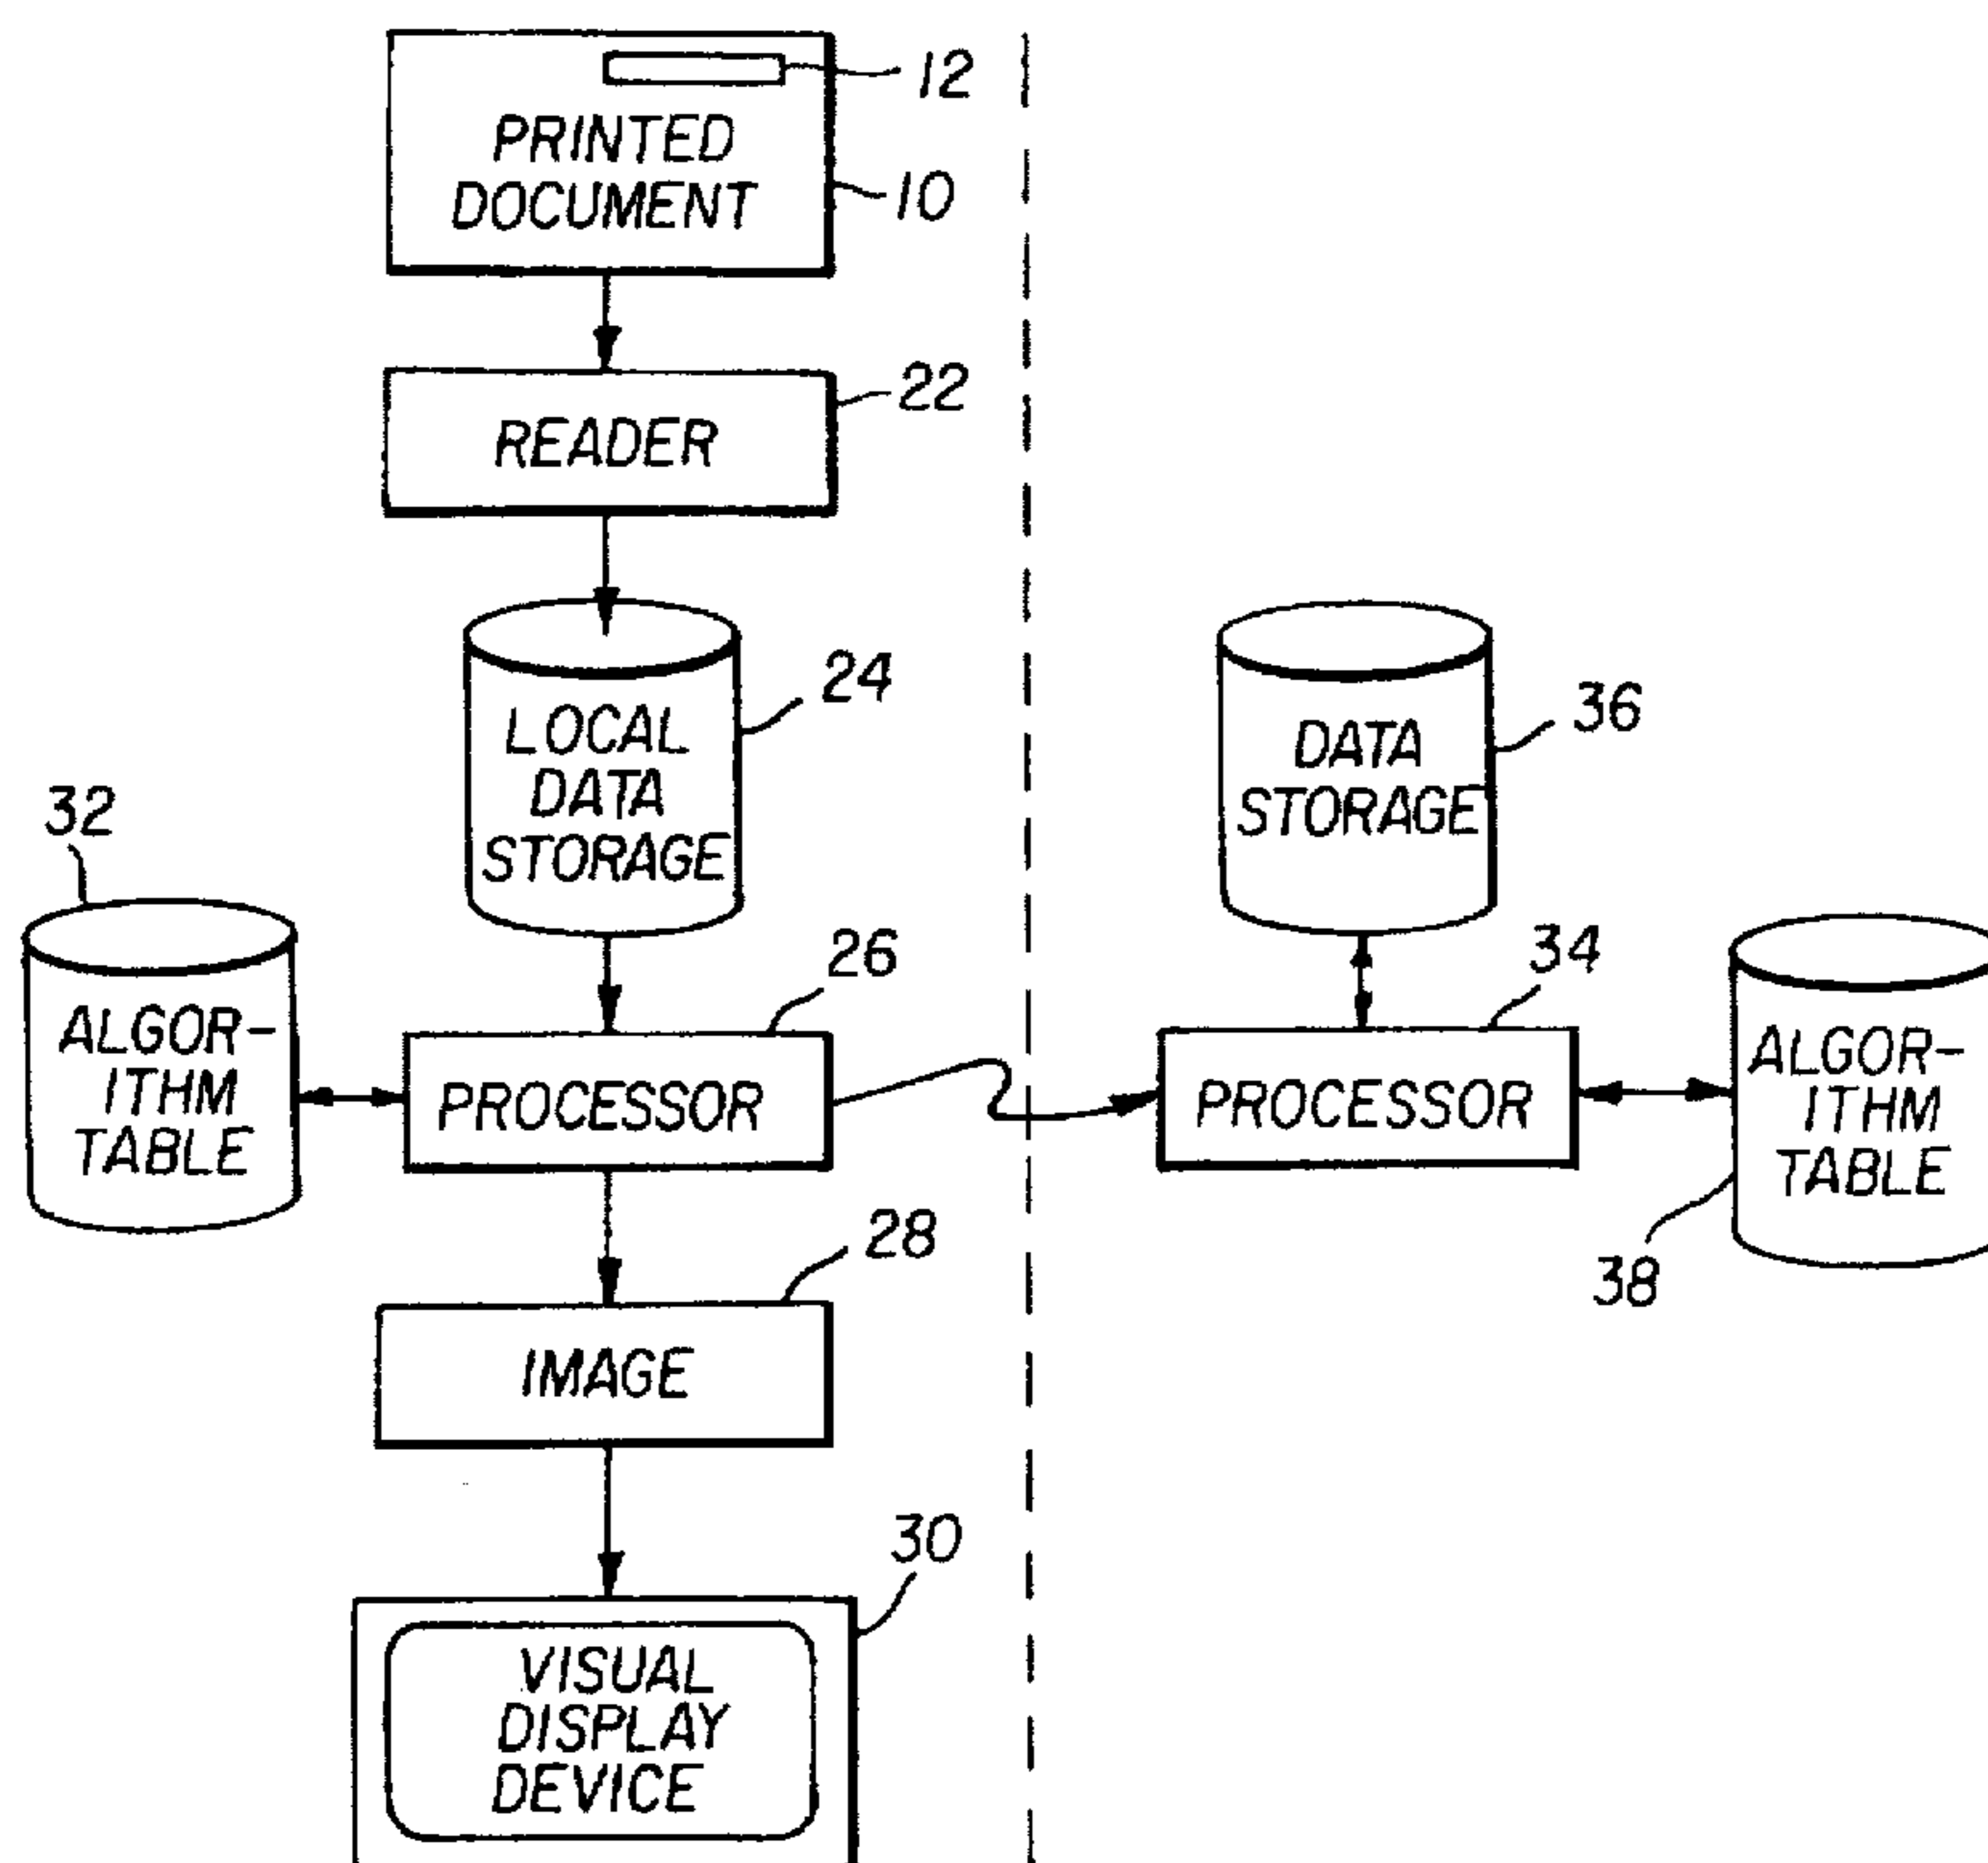 12
PRINTED
DOCUMENT
10
22
READER
24
LOCAL
DATA
STORAGE
36
DATA
STORAGE
32
ALGOR-
ITHM
TABLE
26
PROCESSOR
34
PROCESSOR
ALGOR-
ITHM
TABLE
38
28
IMAGE
30
VISUAL
DISPLAY
DEVICE